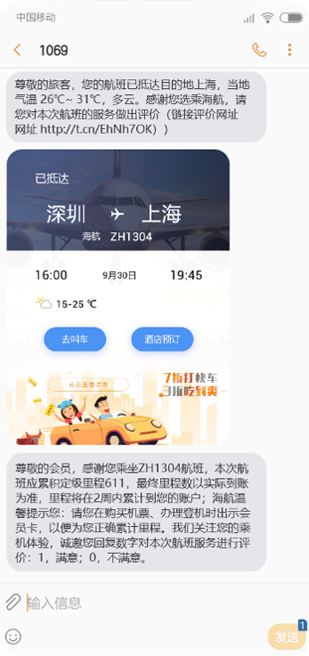 中国移动
1069
尊敬的旅客，您的航班已抵达目的地上海，当地
气温 26℃~ 31℃，多云。感谢您选乘海航，请
您对本次航班的服务做出评价（链接评价网址
网址 http://t.cn/EhNh7OK））
已抵达
深圳 上海
海航 ZH1304
16:00 9月30日 19:45
15-25 ℃
去叫车 酒店预订
点击查看详情
7折打快车
3折吃到爽
尊敬的会员，感谢您乘坐ZH1304航班，本次航
班应累积定级里程611，最终里程数以实际到账
为准，里程将在2周内累计到您的账户；海航温
馨提示您：请您在购买机票、办理登机时出示会
员卡，以便为您正确累计里程。我们关注您的乘
机体验，诚邀您回复数字对本次航班服务进行评
价：1，满意；0，不满意。
输入信息
1
发送